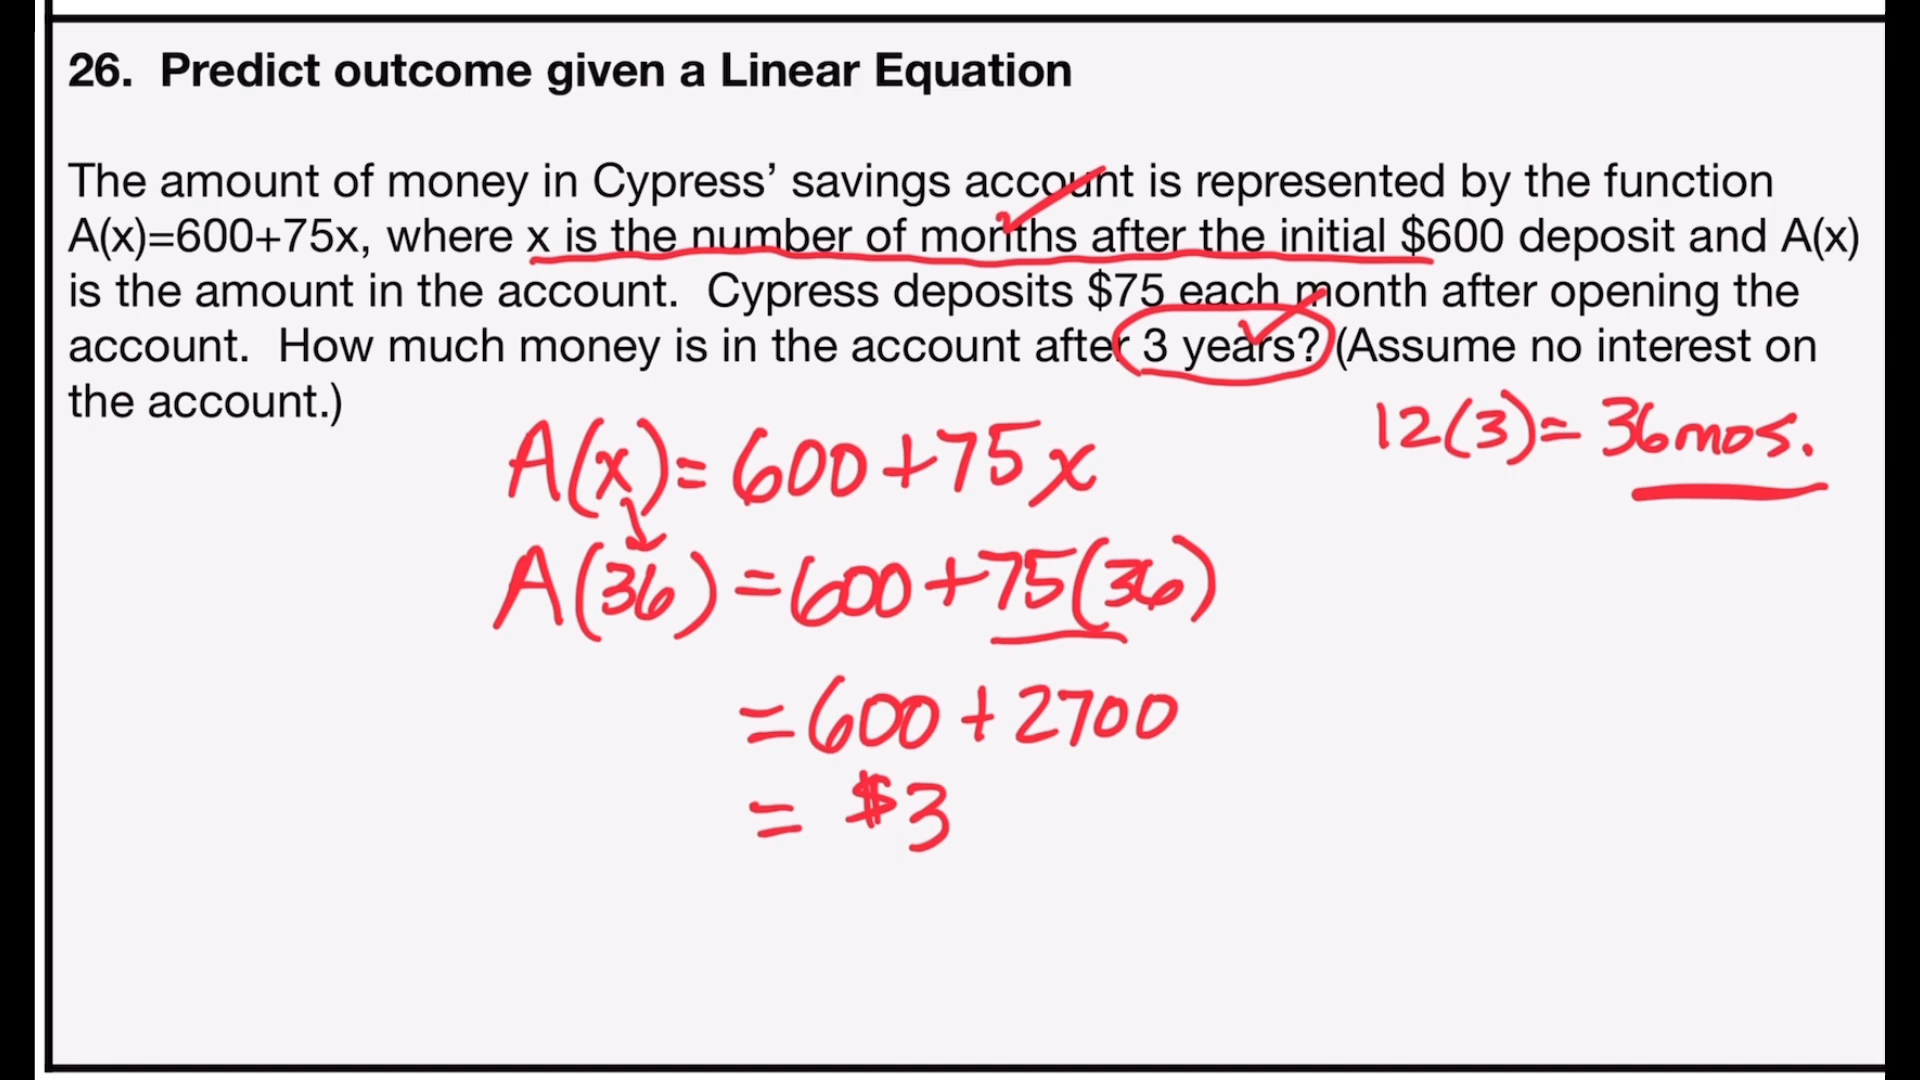 26. Predict outcome given a Linear Equation
The amount of money in Cypress’ savings account is represented by the function
A(x)=600+75x, where x is the number of months after the initial $600 deposit and A(x)
is the amount in the account. Cypress deposits $75 each month after opening the
account. How much money is in the account after 3 years? (Assume no interest on
the account.)
12(3)= 36mos.
A(x)= 600+75x
A(36)=600+75(36)
=600+2700
= $3